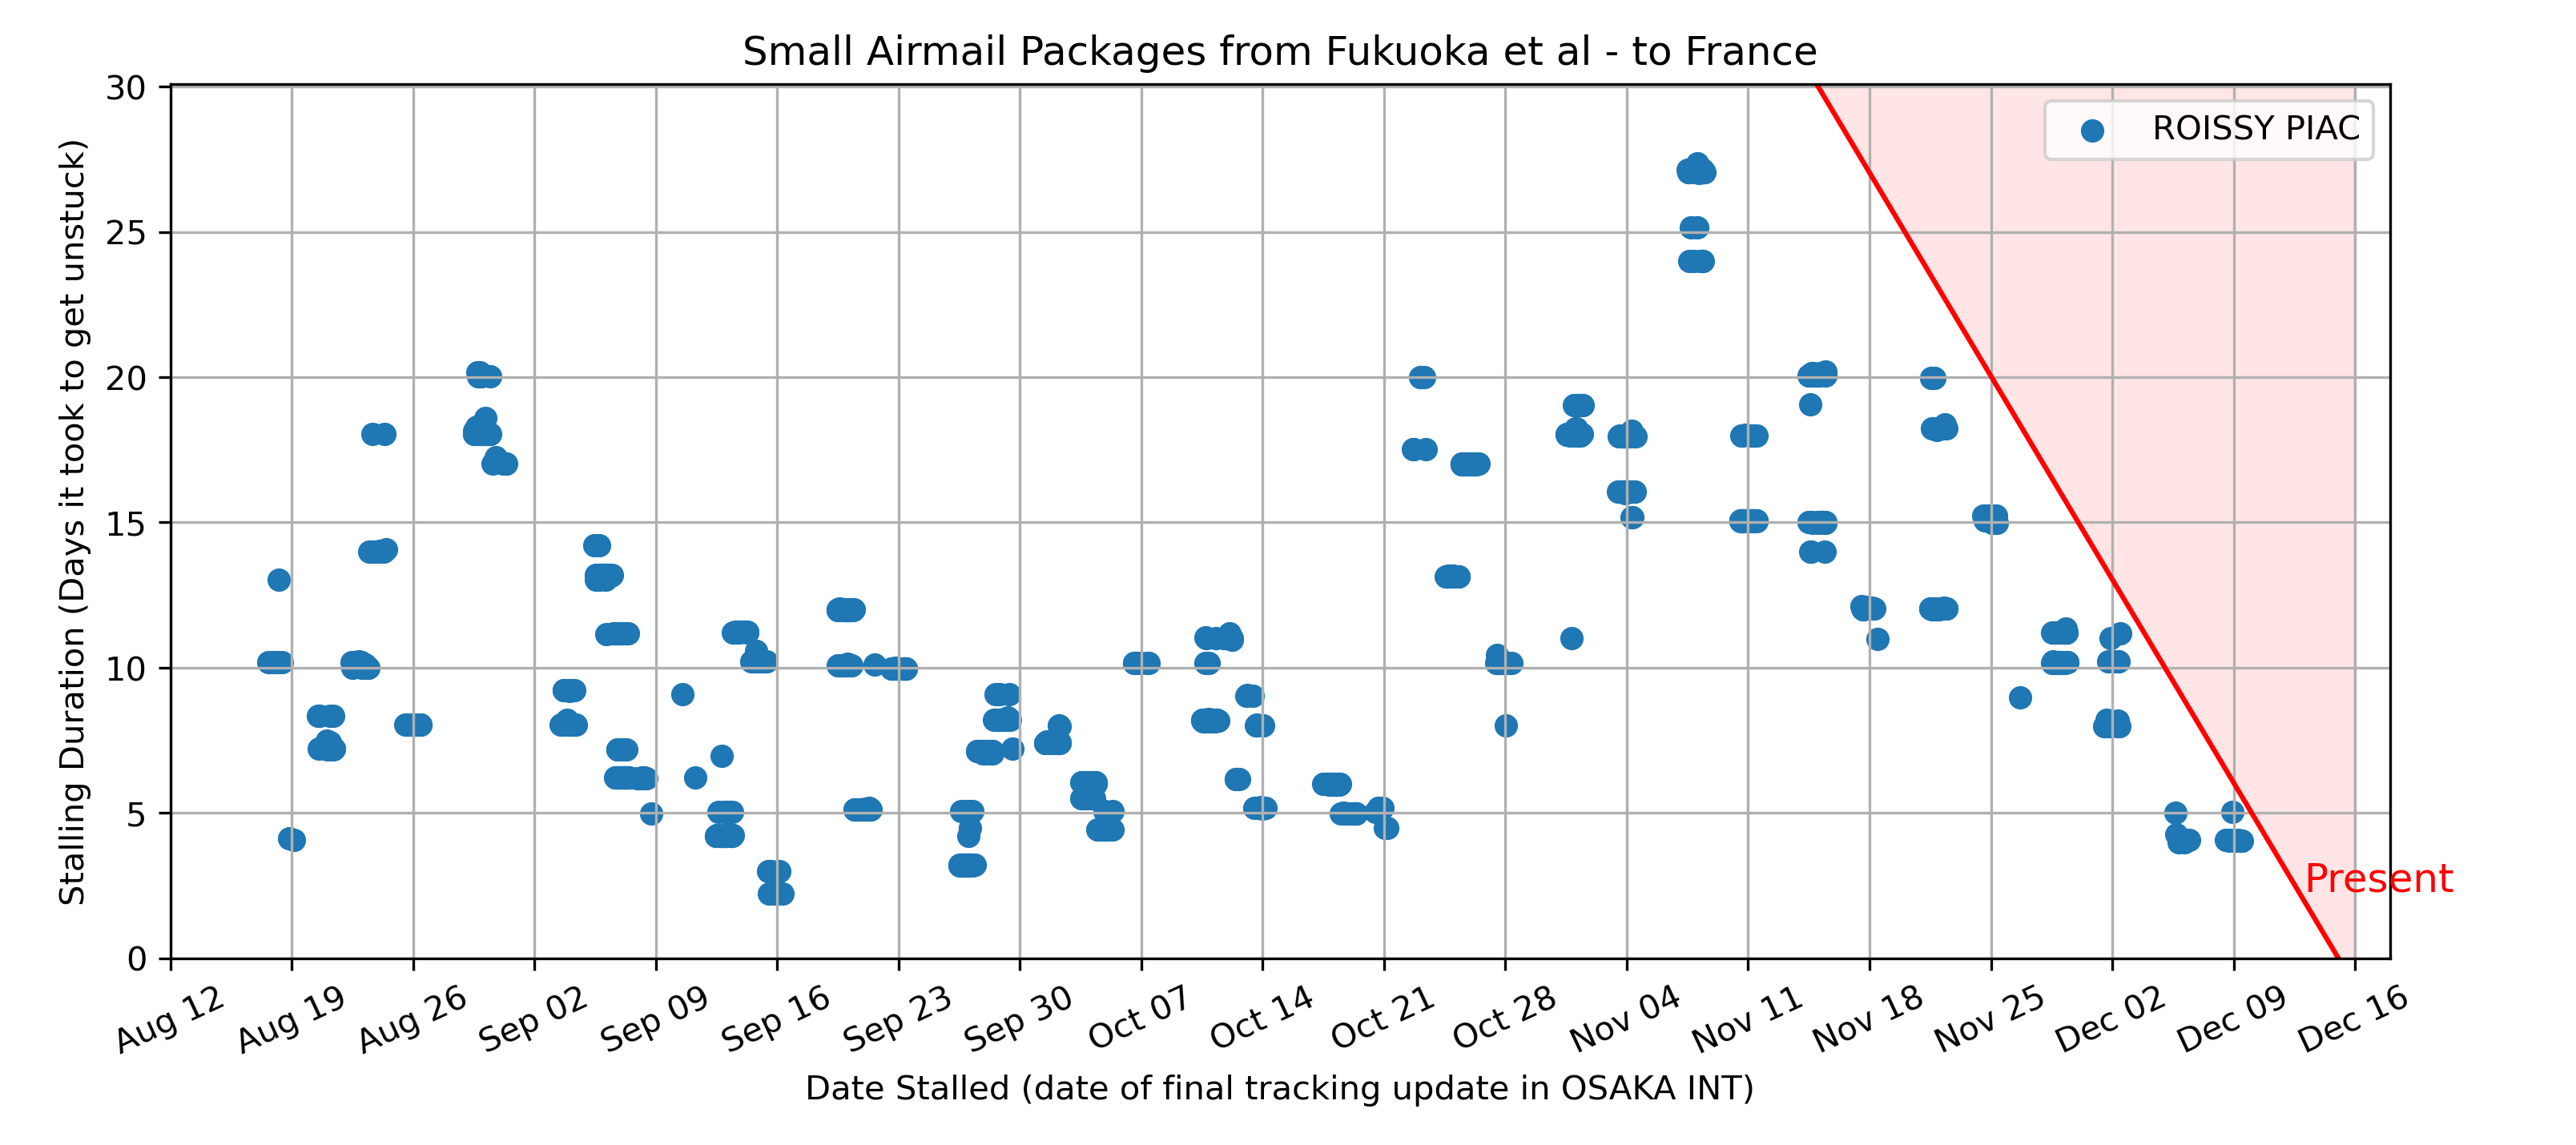 Small Airmail Packages from Fukuoka et al - to France
30
25
20
15
10
5
0
Stalling Duration (Days it took to get unstuck)
ROISSY PIAC
Present
Aug 12
Aug 19
Aug 26
Sep 02
Sep 09
Sep 16
Sep 23
Sep 30
Oct 07
Oct 14
Oct 21
Oct 28
Nov 04
Nov 11
Nov 18
Nov 25
Dec 02
Dec 09
Dec 16
Date Stalled (date of final tracking update in OSAKA INT)